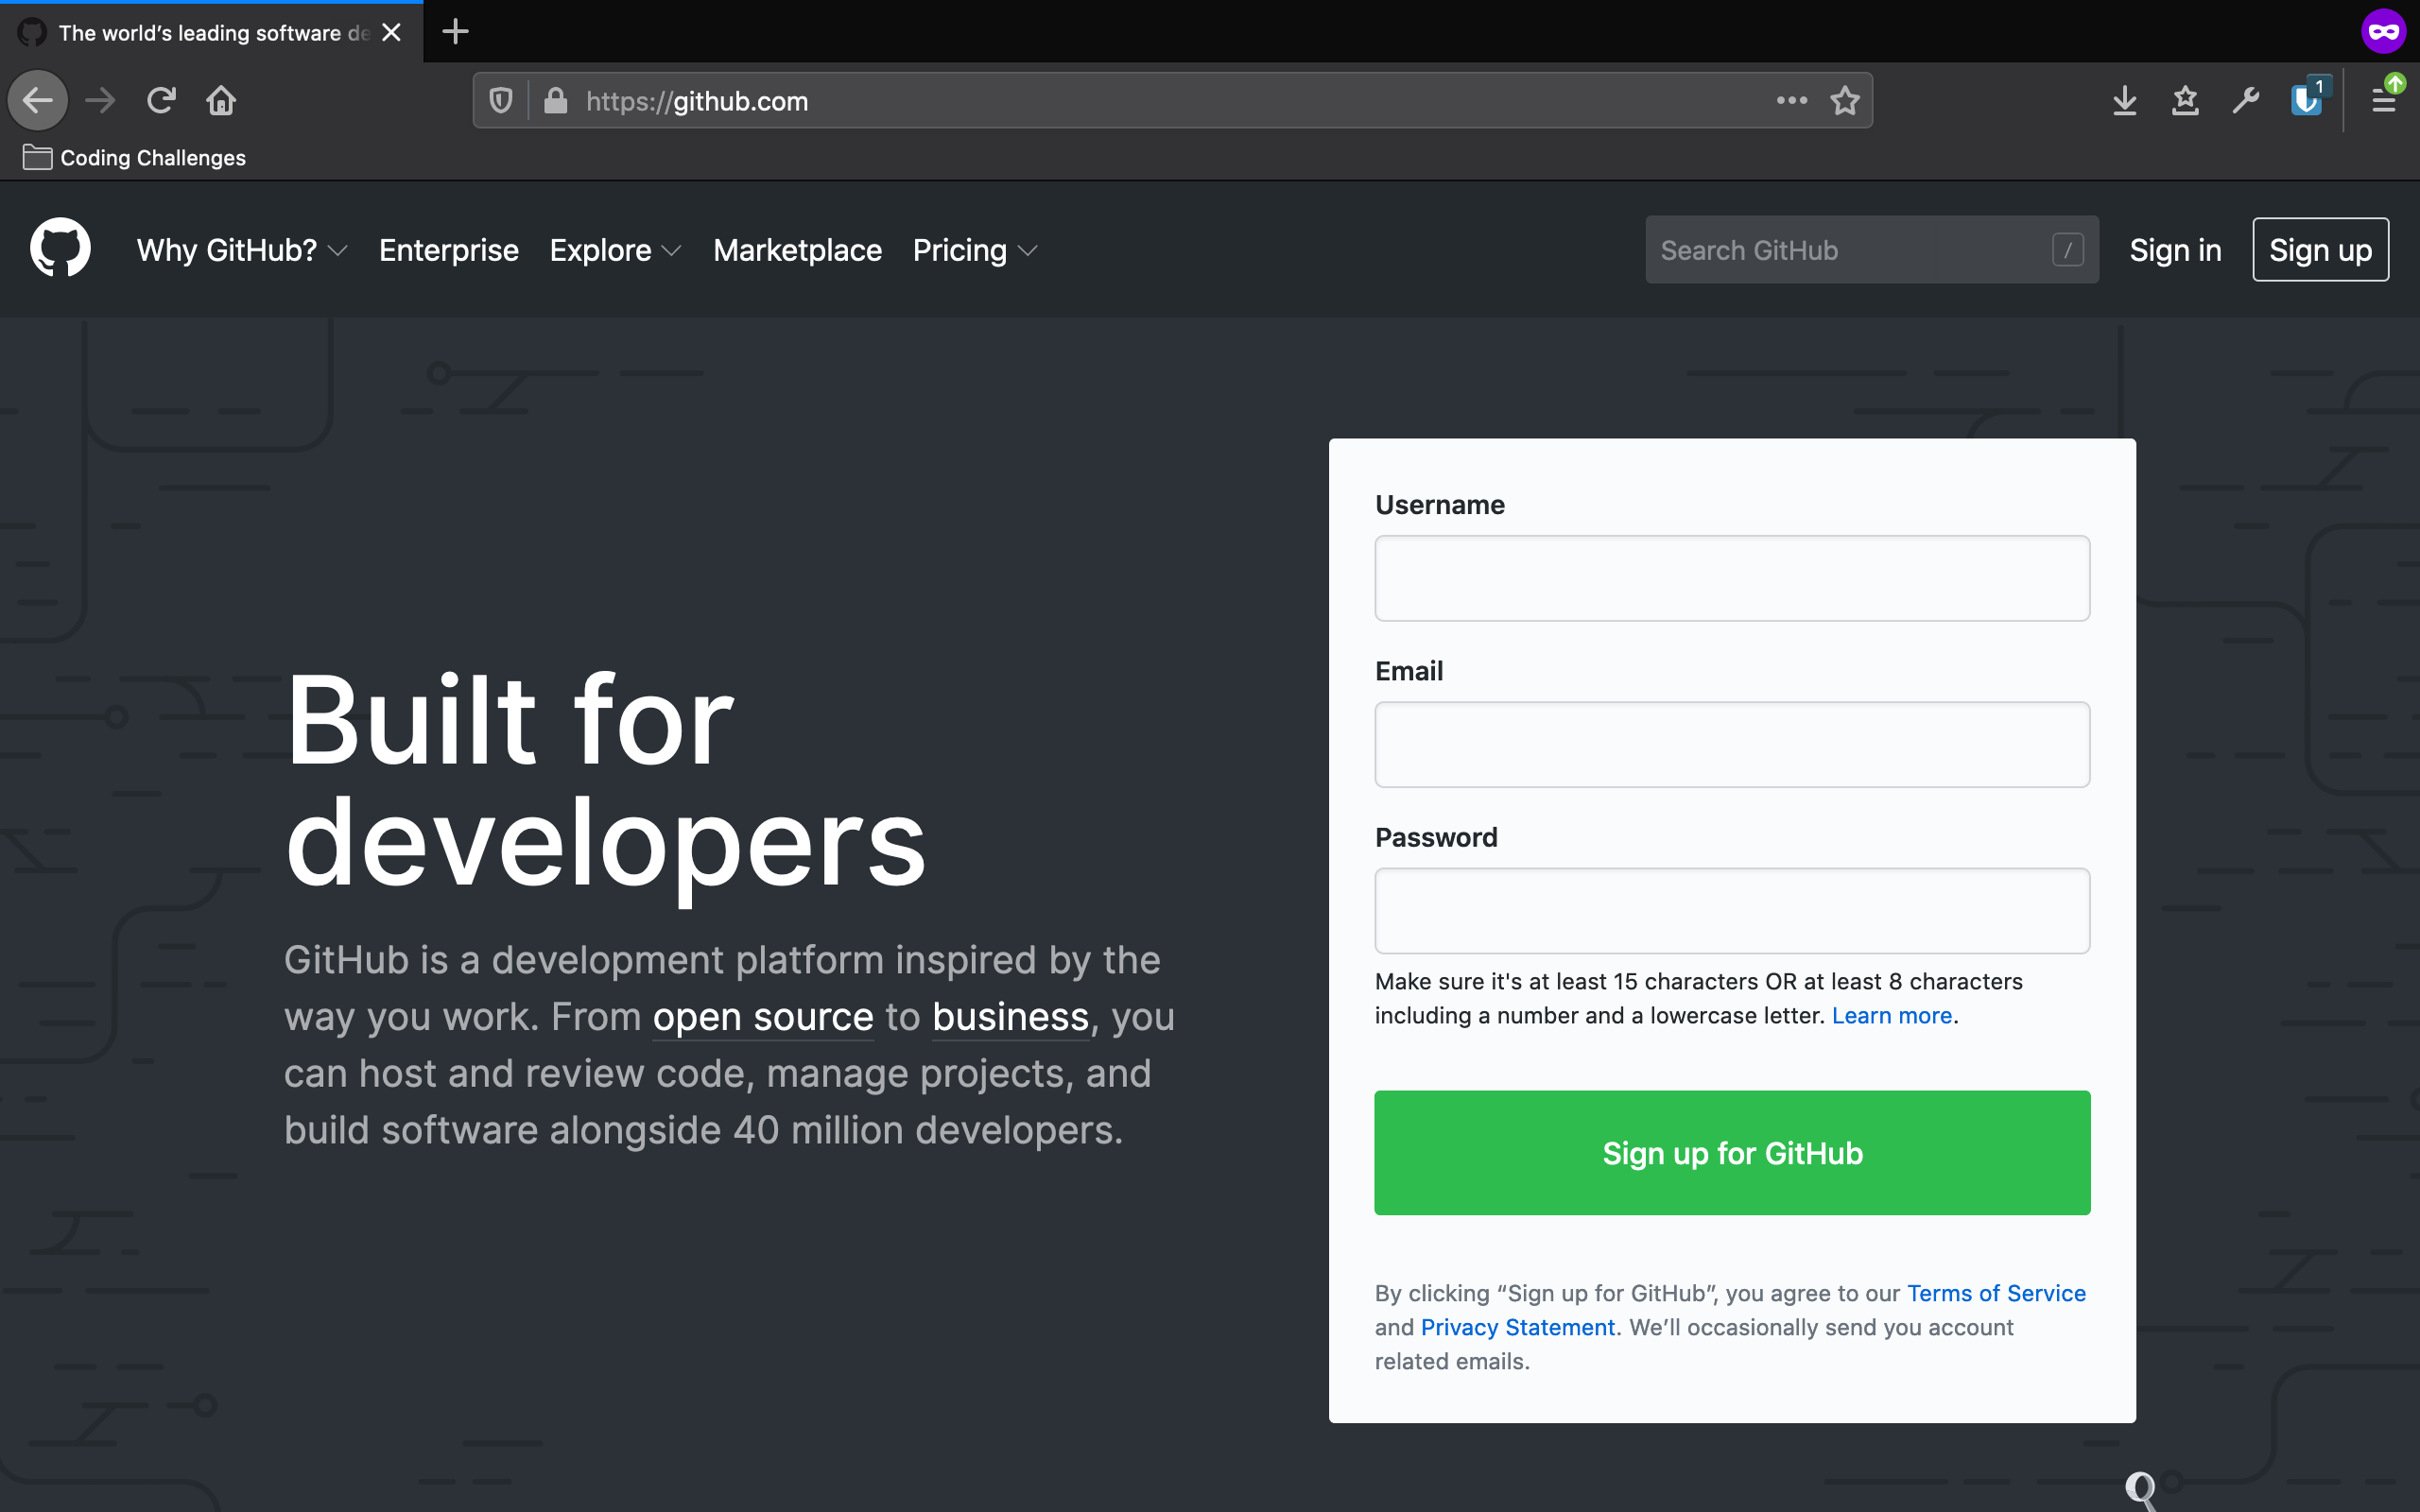 The world’s leading software de
https://github.com
1
Coding Challenges
Why GitHub? Enterprise Explore Marketplace Pricing
Search GitHub /
Sign in
Sign up
Built for
developers
GitHub is a development platform inspired by the
way you work. From open source to business, you
can host and review code, manage projects, and
build software alongside 40 million developers.
Username
Email
Password
Make sure it's at least 15 characters OR at least 8 characters
including a number and a lowercase letter. Learn more.
Sign up for GitHub
By clicking “Sign up for GitHub”, you agree to our Terms of Service
and Privacy Statement. We’ll occasionally send you account
related emails.